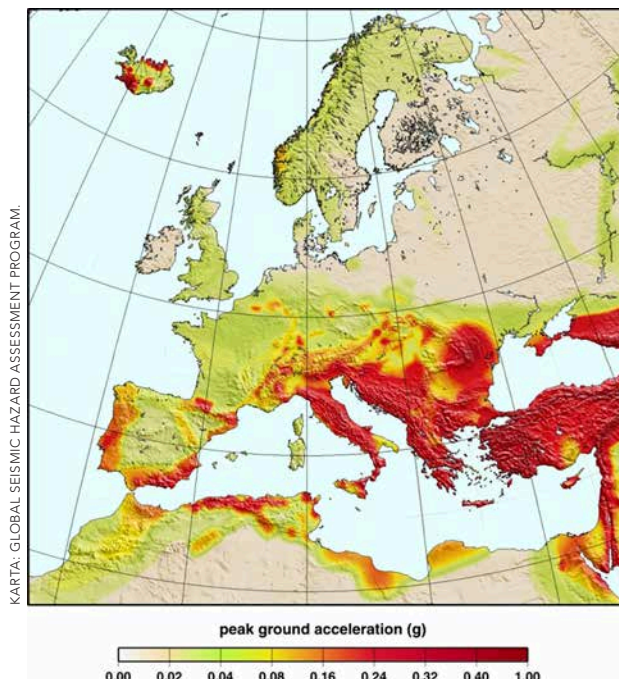 KARTA: GLOBAL SEISMIC HAZARD ASSESSMENT PROGRAM.
peak ground acceleration (g)
0.00 0.02 0.04 0.08 0.16 0.24 0.32 0.40 1.00